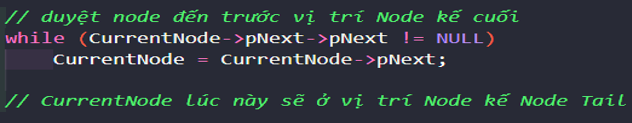 // duyệt node đến trước vị trí Node kế cuối
while (CurrentNode->pNext->pNext != NULL)
CurrentNode = CurrentNode->pNext;
// CurrentNode lúc này sẽ ở vị trí Node kế Node Tail